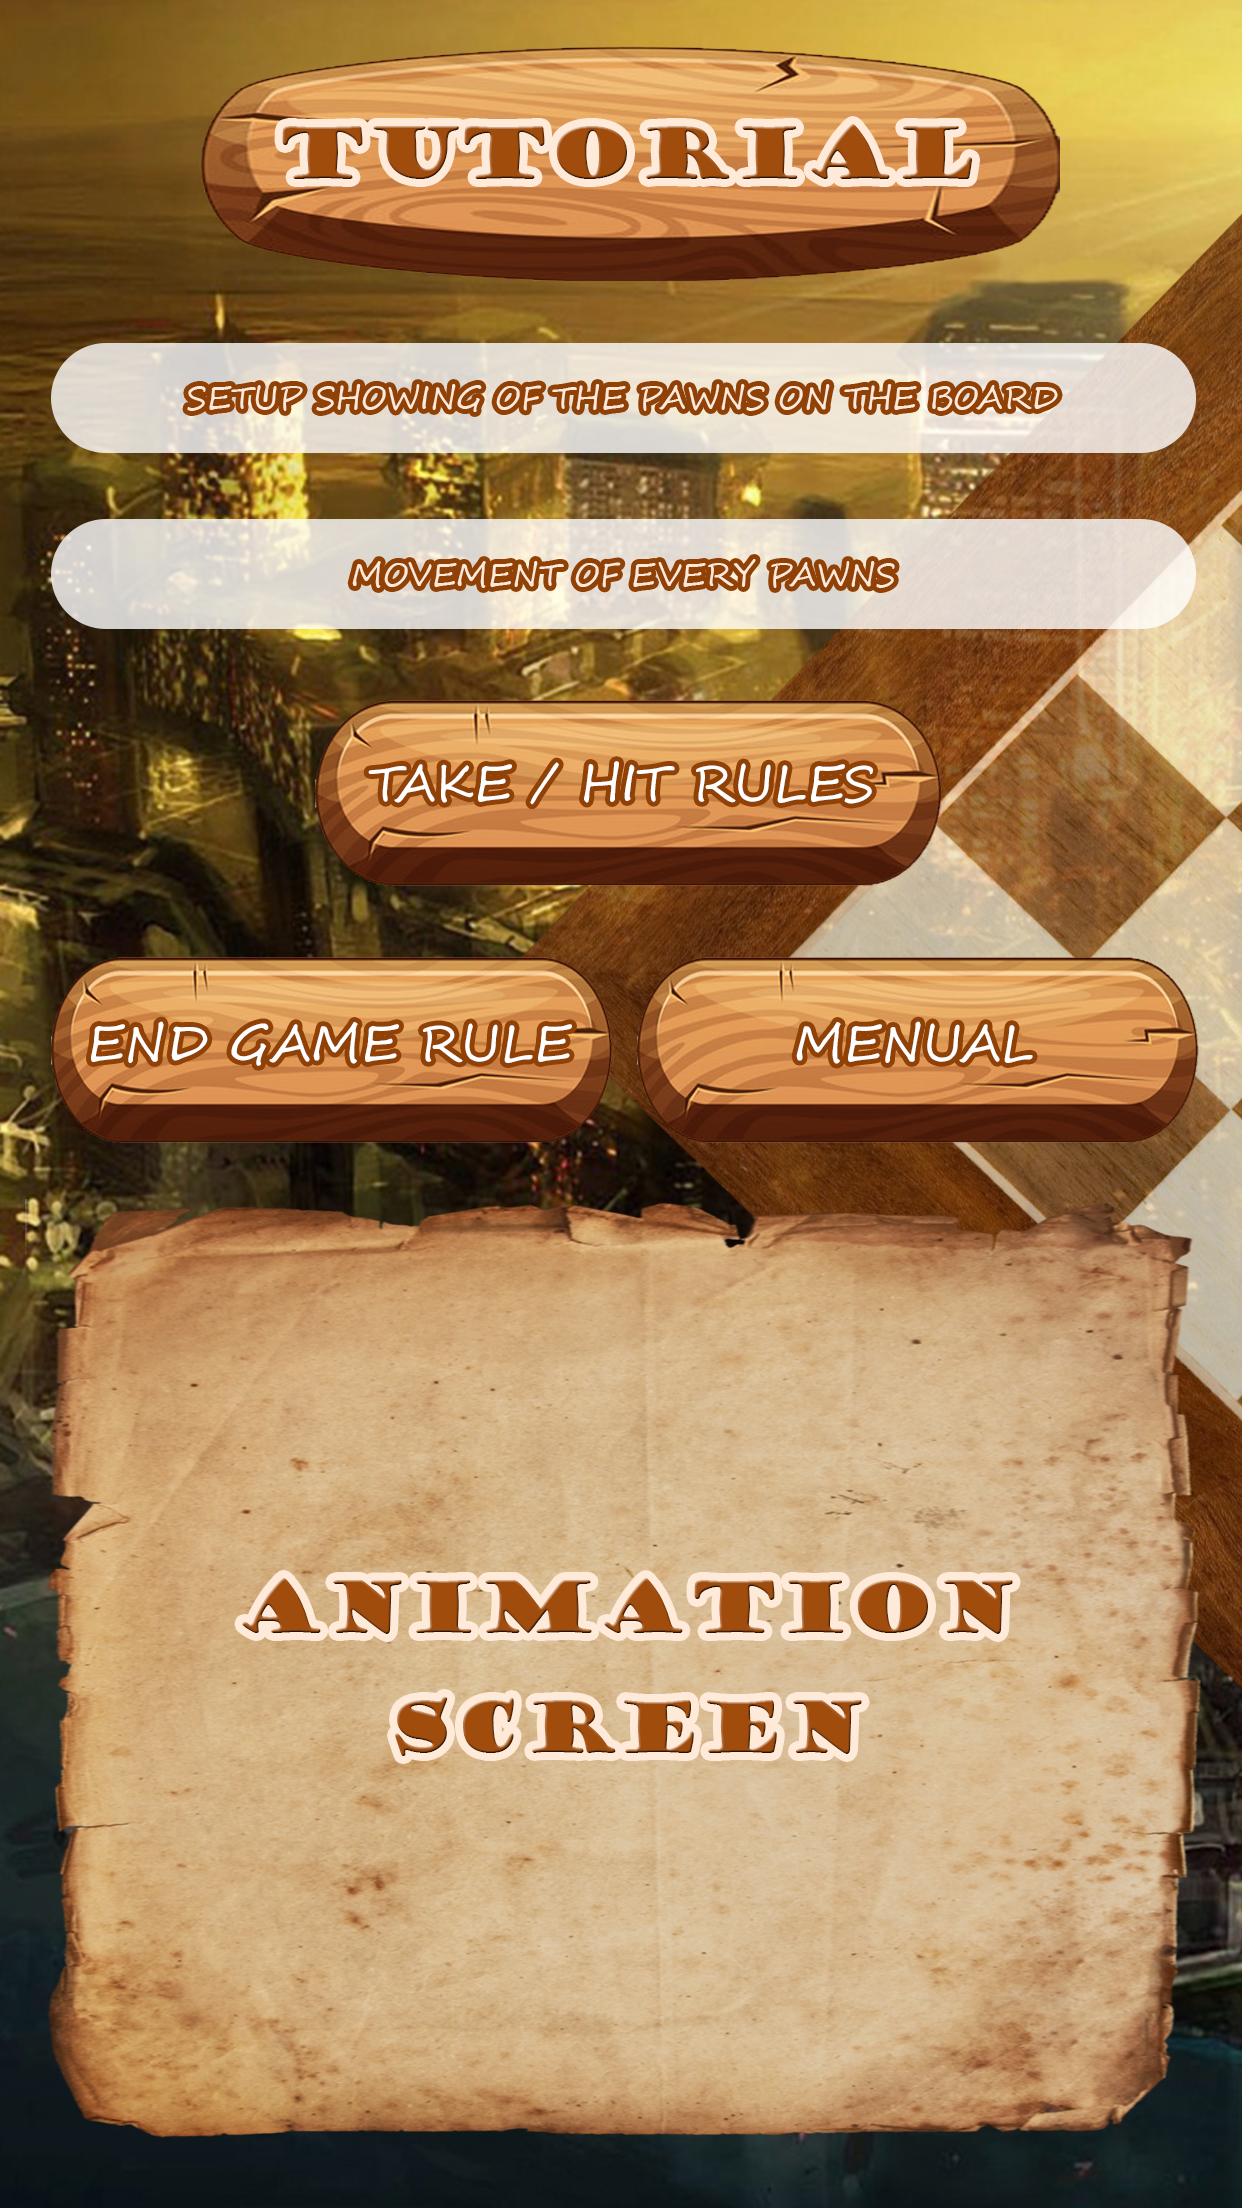 TUTORIAL
SETUP SHOWING OF THE PAWNS ON THE BOARD
MOVEMENT OF EVERY PAWNS
TAKE / HIT RULES
END GAME RULE
MENUAL
ANIMATION
SCREEN